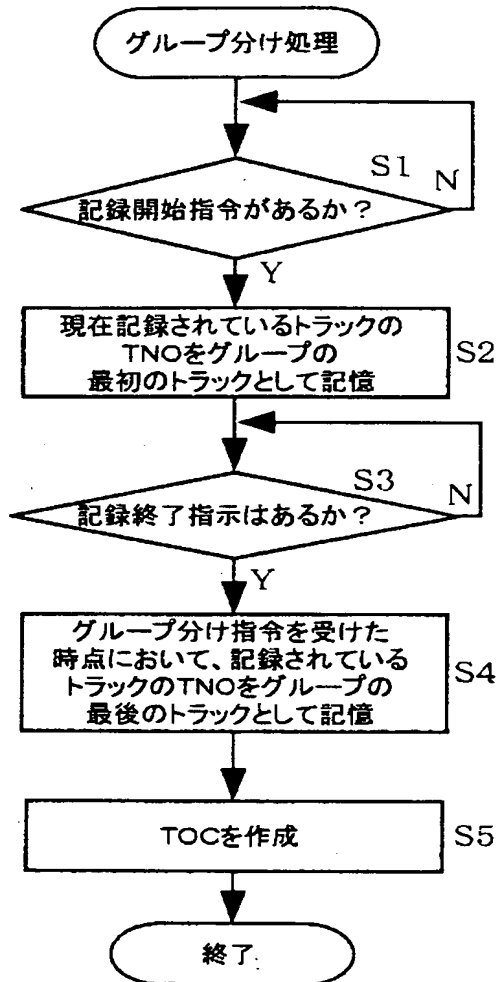 グループ分け処理
S1
N
記録開始指令があるか？
Y
現在記録されているトラックの
TNOをグループの
最初のトラックとして記憶
S2
S3
N
記録終了指示はあるか？
Y
グループ分け指令を受けた
時点において、記録されている
トラックのTNOをグループの
最後のトラックとして記憶
S4
TOCを作成
S5
終了